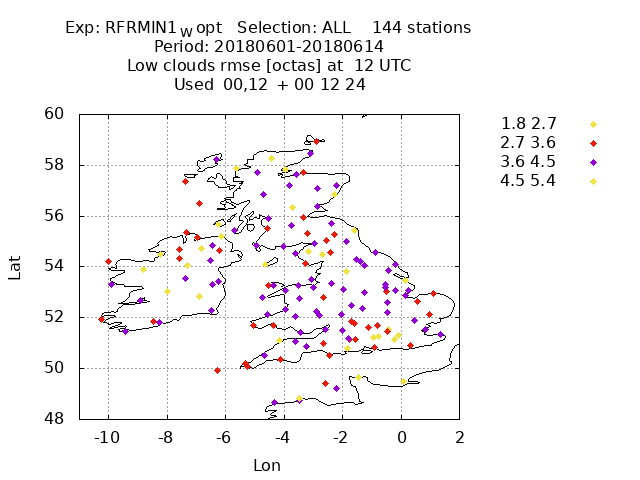 Exp: RFRMIN1wopt Selection: ALL 144 stations
Period: 20180601-20180614
Low clouds rmse [octas] at 12 UTC
Used 00,12 + 00 12 24
1.8 2.7
2.7 3.6
3.6 4.5
4.5 5.4
Lat
60
58
56
54
52
50
48
-10 -8 -6 -4 -2 0 2
Lon